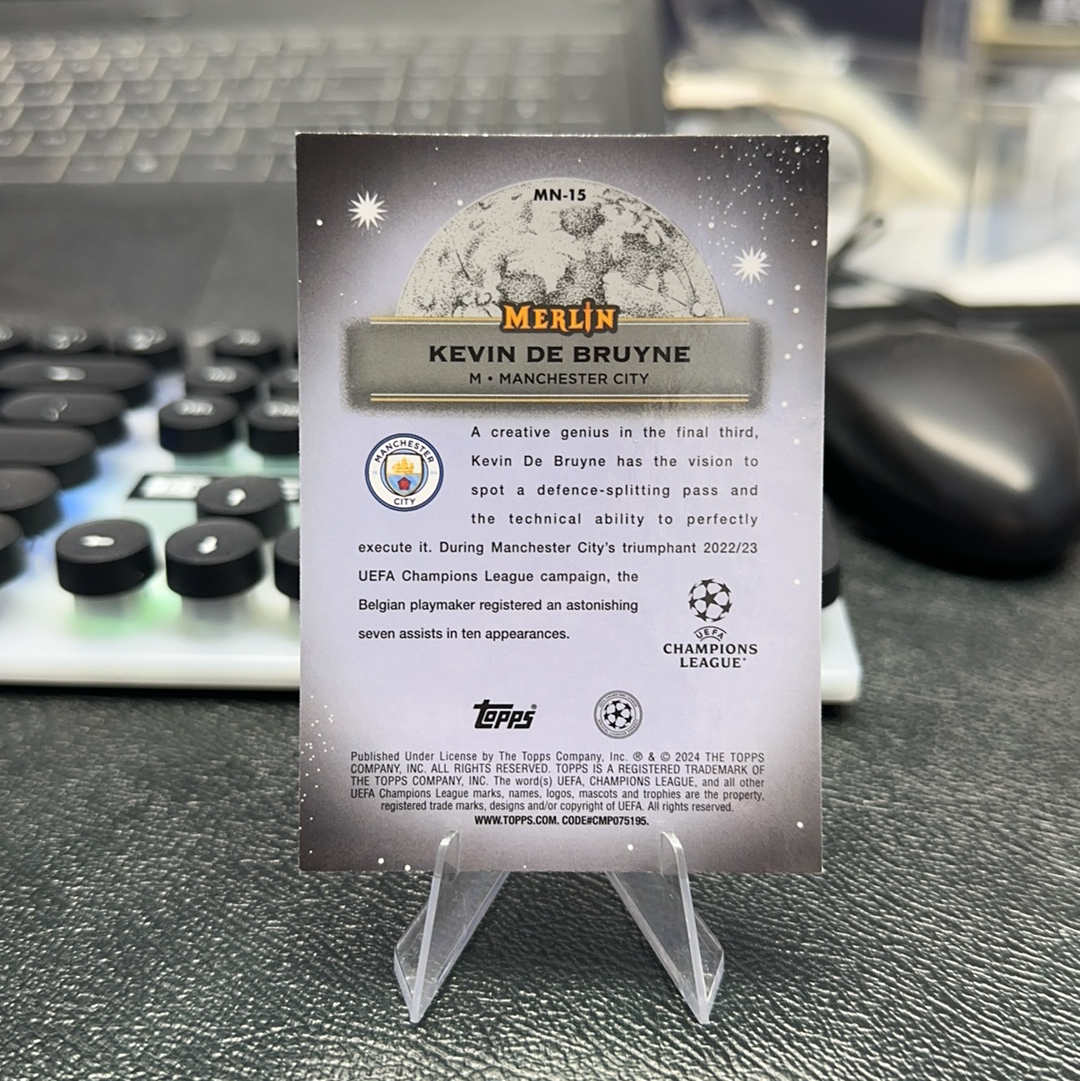 MN-15
MERLIN
KEVIN DE BRUYNE
M • MANCHESTER CITY
MANCHESTER
CITY
A creative genius in the final third,
Kevin De Bruyne has the vision to
spot a defence-splitting pass and
the technical ability to perfectly
execute it. During Manchester City's triumphant 2022/23
UEFA Champions League campaign, the
Belgian playmaker registered an astonishing
seven assists in ten appearances.
UEFA
CHAMPIONS
LEAGUE®
Topps®
Published Under License by The Topps Company, Inc. ® & © 2024 THE TOPPS
COMPANY, INC. ALL RIGHTS RESERVED. TOPPS IS A REGISTERED TRADEMARK OF
THE TOPPS COMPANY, INC. The word(s) UEFA, CHAMPIONS LEAGUE, and all other
UEFA Champions League marks, names, logos, mascots and trophies are the property,
registered trade marks, designs and/or copyright of UEFA. All rights reserved.
WWW.TOPPS.COM. CODE#CMP075195.